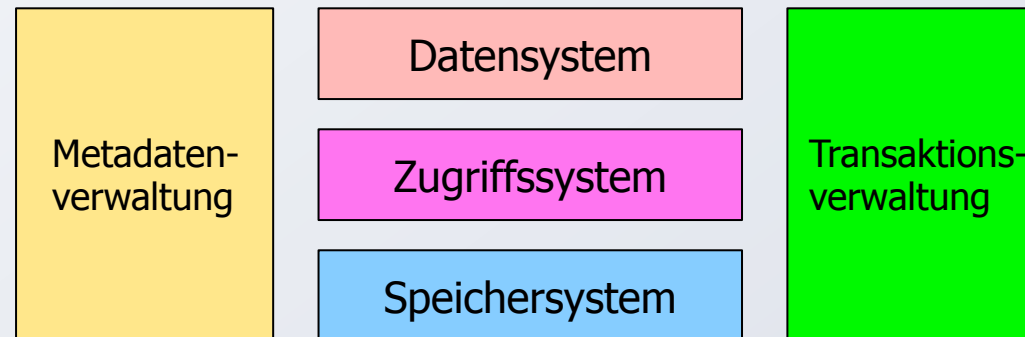 Metadaten-
verwaltung
Datensystem
Zugriffssystem
Speichersystem
Transaktions-
verwaltung